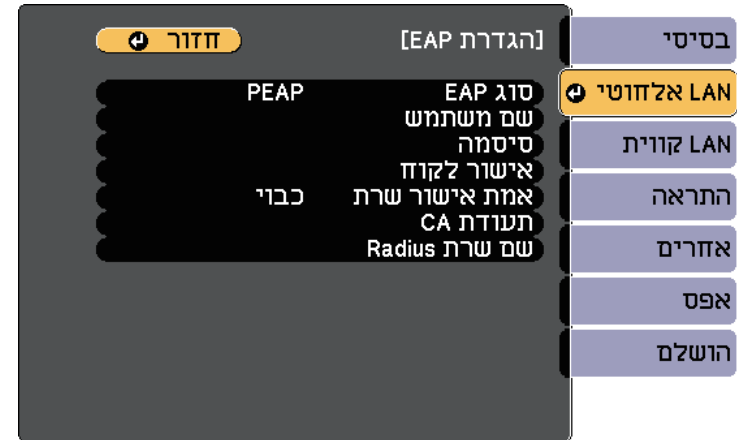 בסיסי
LAN אלחוטי
LAN קווית
התראה
אחרים
אפס
הושלם
[הגדרת EAP] חזור
סוג EAP PEAP
שם משתמש
סיסמה
אישור לקוח
אמת אישור שרת כבוי
תעודת CA
שם שרת Radius